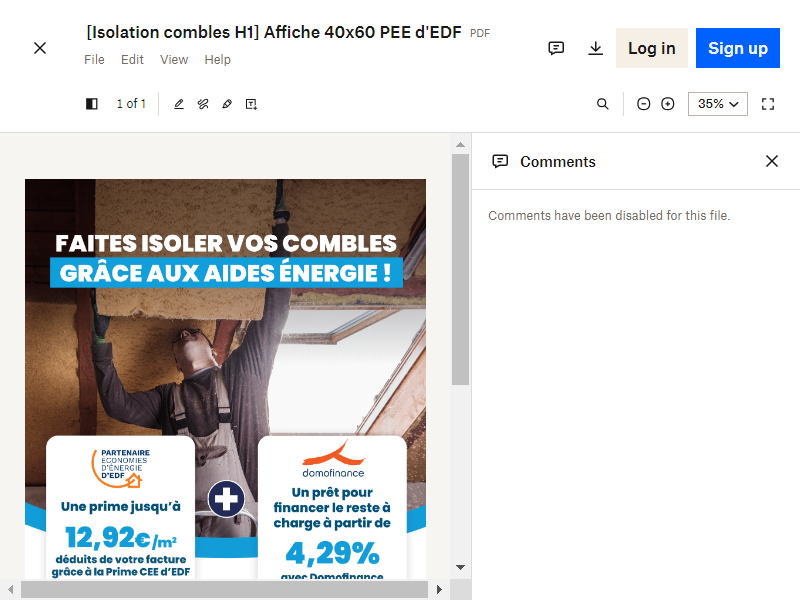 [Isolation combles H1] Affiche 40x60 PEE d'EDF PDF
File Edit View Help
Log in
Sign up
1 of 1
35%
Comments
Comments have been disabled for this file.
FAITES ISOLER VOS COMBLES
GRÂCE AUX AIDES ÉNERGIE !
PARTENAIRE
ECONOMIES
D'ÉNERGIE
D'EDF
Une prime jusqu'à
12,92€/m²
déduits de votre facture
grâce à la Prime CEE d'EDF
domofinance
Un prêt pour
financer le reste à
charge à partir de
4,29%
avec Domofinance